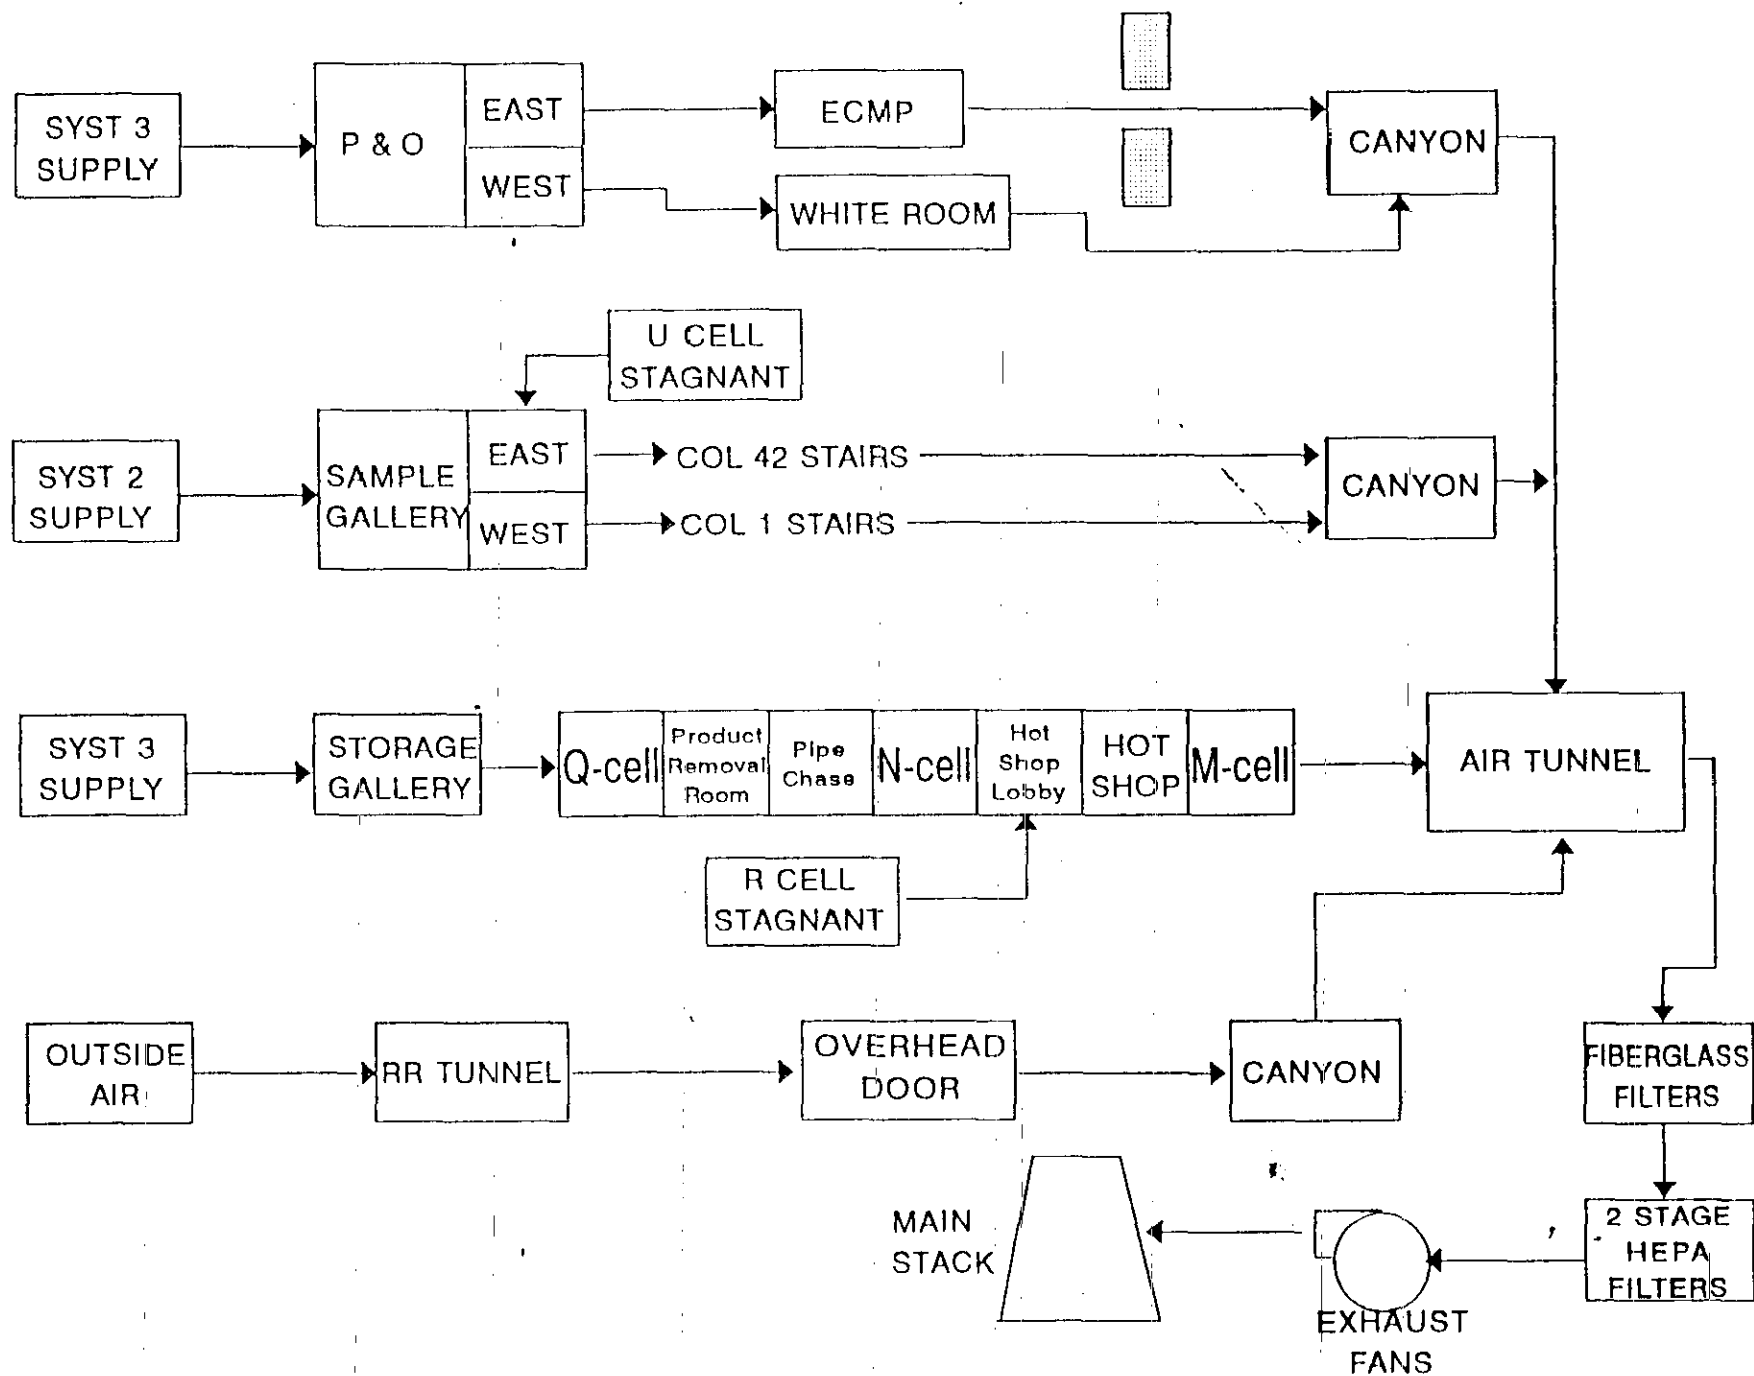 SYST 3
SUPPLY
P & O
EAST
WEST
ECMP
WHITE ROOM
CANYON
U CELL
STAGNANT
SYST 2
SUPPLY
SAMPLE
GALLERY
EAST
WEST
COL 42 STAIRS
COL 1 STAIRS
CANYON
SYST 3
SUPPLY
STORAGE
GALLERY
Q-cell
Product
Removal
Room
Pipe
Chase
N-cell
Hot
Shop
Lobby
HOT
SHOP
M-cell
AIR TUNNEL
R CELL
STAGNANT
OUTSIDE
AIR
RR TUNNEL
OVERHEAD
DOOR
CANYON
FIBERGLASS
FILTERS
2 STAGE
HEPA
FILTERS
EXHAUST
FANS
MAIN
STACK